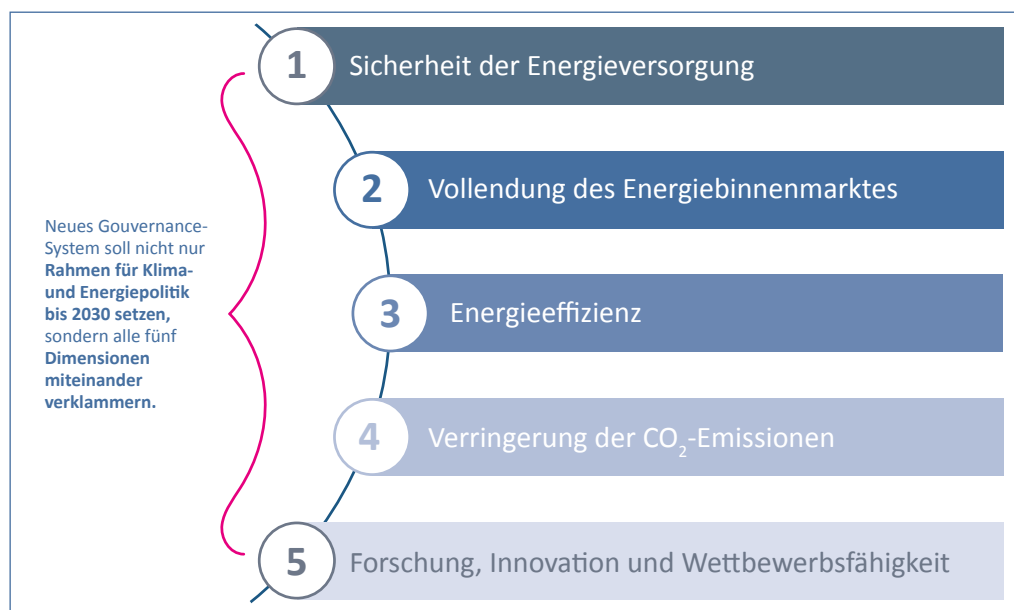 1 Sicherheit der Energieversorgung
2 Vollendung des Energiebinnenmarktes
Neues Gouvernance-
System soll nicht nur
Rahmen für Klima-
und Energiepolitik
bis 2030 setzen,
sondern alle fünf
Dimensionen
miteinander
verklammern.
3 Energieeffizienz
4 Verringerung der CO₂-Emissionen
5 Forschung, Innovation und Wettbewerbsfähigkeit